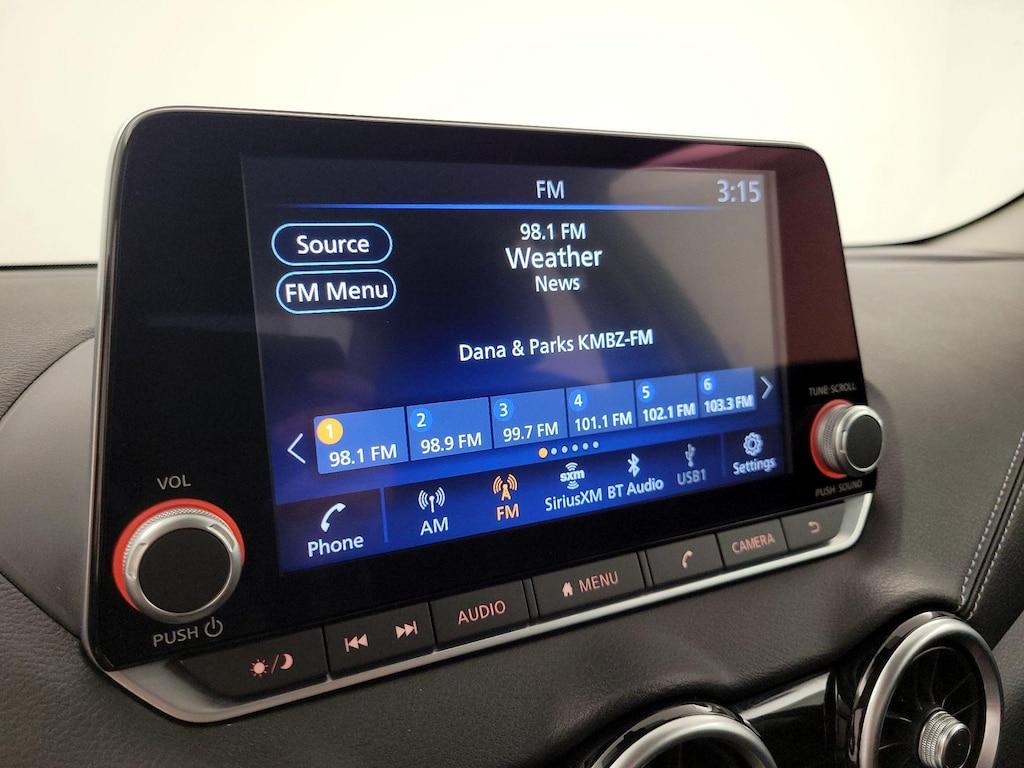 FM
3:15
Source
98.1 FM
Weather
FM Menu
News
Dana & Parks KMBZ-FM
1
98.1 FM
2
98.9 FM
3
99.7 FM
4
101.1 FM
5
102.1 FM
6
103.3 FM
Phone
AM
FM
sxm
SiriusXM
BT Audio
USB1
Settings
VOL
PUSH
TUNE·SCROLL
PUSH SOUND
AUDIO
MENU
CAMERA